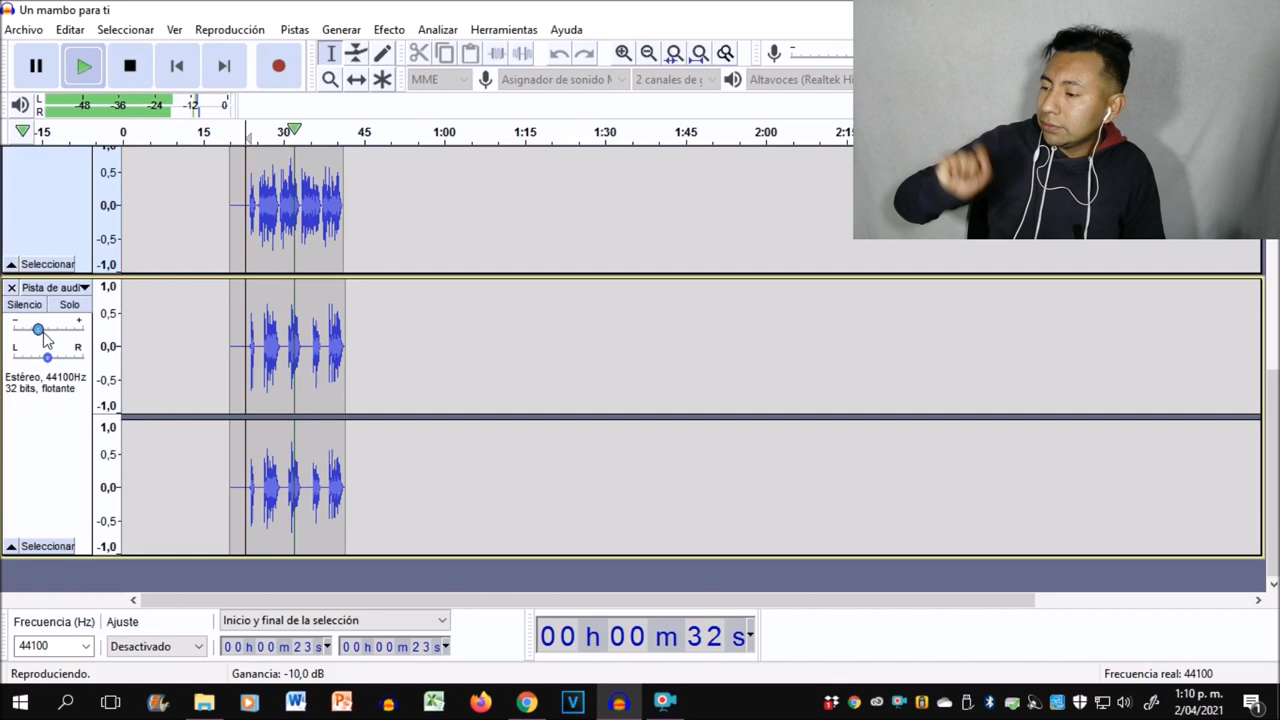 Un mambo para ti
Archivo Editar Seleccionar Ver Reproducción Pistas Generar Efecto Analizar Herramientas Ayuda
MME Asignador de sonido M 2 canales de g Altavoces (Realtek Hi
L
R
-48 -36 -24 -12 0
-15 0 15 30 45 1:00 1:15 1:30 1:45 2:00 2:15
1,0
0,5
0,0
-0,5
-1,0
Seleccionar
Pista de audi
Silencio Solo
- +
L R
Estéreo, 44100Hz
32 bits, flotante
1,0
0,5
0,0
-0,5
-1,0
1,0
0,5
0,0
-0,5
-1,0
Seleccionar
Frecuencia (Hz) Ajuste Inicio y final de la selección
44100 Desactivado 00 h 00 m 23 s 00 h 00 m 23 s
00 h 00 m 32 s
Reproduciendo. Ganancia: -10,0 dB Frecuencia real: 44100
1:10 p. m.
2/04/2021